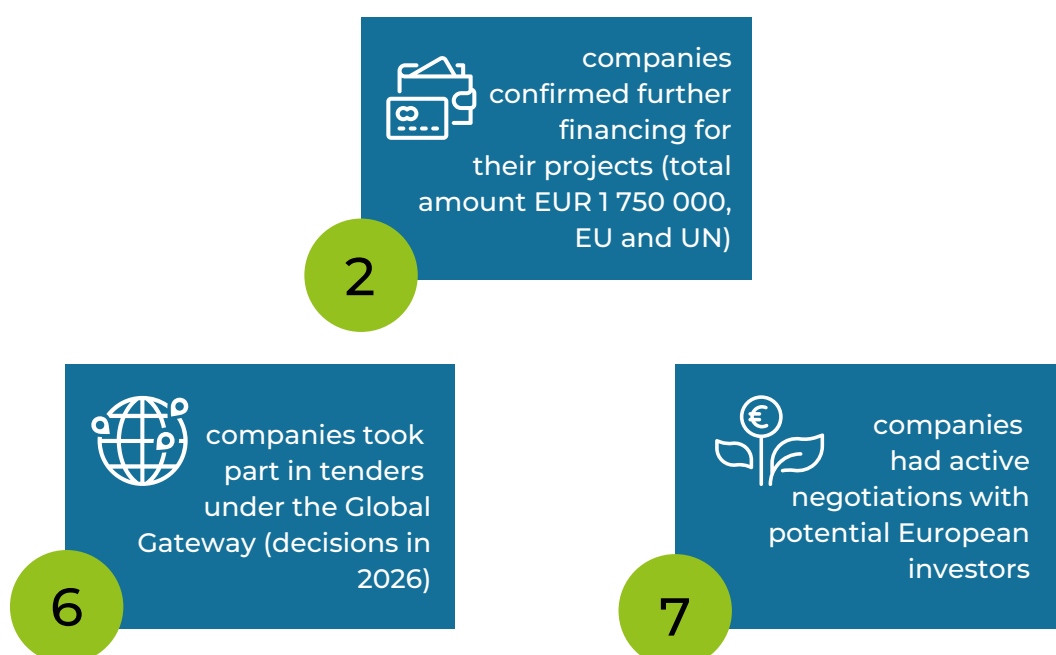 companies
confirmed further
financing for
their projects (total
amount EUR 1 750 000,
EU and UN)
2
companies took
part in tenders
under the Global
Gateway (decisions in
2026)
6
companies
had active
negotiations with
potential European
investors
7